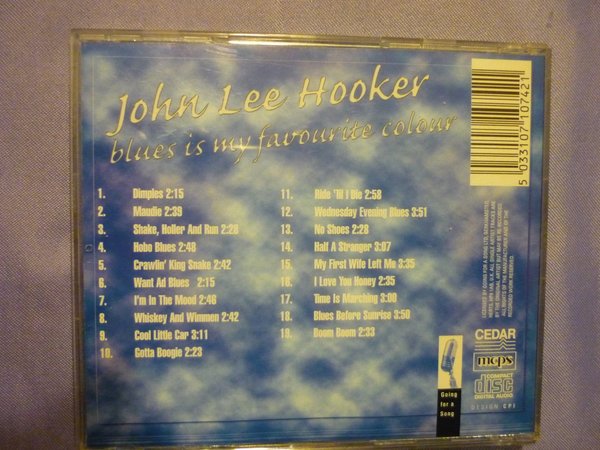 John Lee Hooker
blues is my favourite colour
1. Dimples 2:15
2. Maudie 2:39
3. Shake, Holler And Run 2:28
4. Hobo Blues 2:48
5. Crawlin' King Snake 2:42
6. Want Ad Blues 2:15
7. I'm In The Mood 2:46
8. Whiskey And Wimmen 2:42
9. Cool Little Car 3:11
10. Gotta Boogie 2:23
11. Ride 'til I Die 2:58
12. Wednesday Evening Blues 3:51
13. No Shoes 2:28
14. Half A Stranger 3:07
15. My First Wife Left Me 3:35
16. I Love You Honey 2:35
17. Time Is Marching 3:00
18. Blues Before Sunrise 3:50
18. Boom Boom 2:33
5 033107 107421
CEDAR
mcps
COMPACT
disc
DIGITAL AUDIO
DESIGN CPI
Going
for a
Song